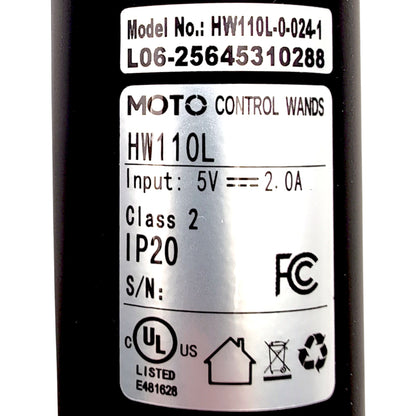 Model No.: HW110L-0-024-1
L06-25645310288
MOTO CONTROL WANDS
HW110L
Input: 5V ⎓ 2.0A
Class 2
IP20
S/N:
FC
C UL US
LISTED
E481628